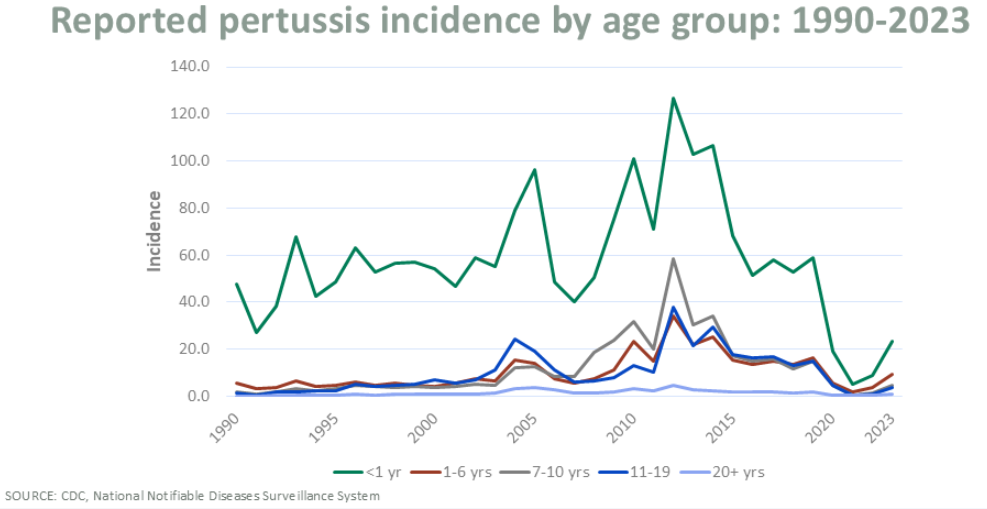 Reported pertussis incidence by age group: 1990-2023
140.0
120.0
100.0
80.0
60.0
40.0
20.0
0.0
Incidence
1990 1995 2000 2005 2010 2015 2020 2023
<1 yr 1-6 yrs 7-10 yrs 11-19 20+ yrs
SOURCE: CDC, National Notifiable Diseases Surveillance System